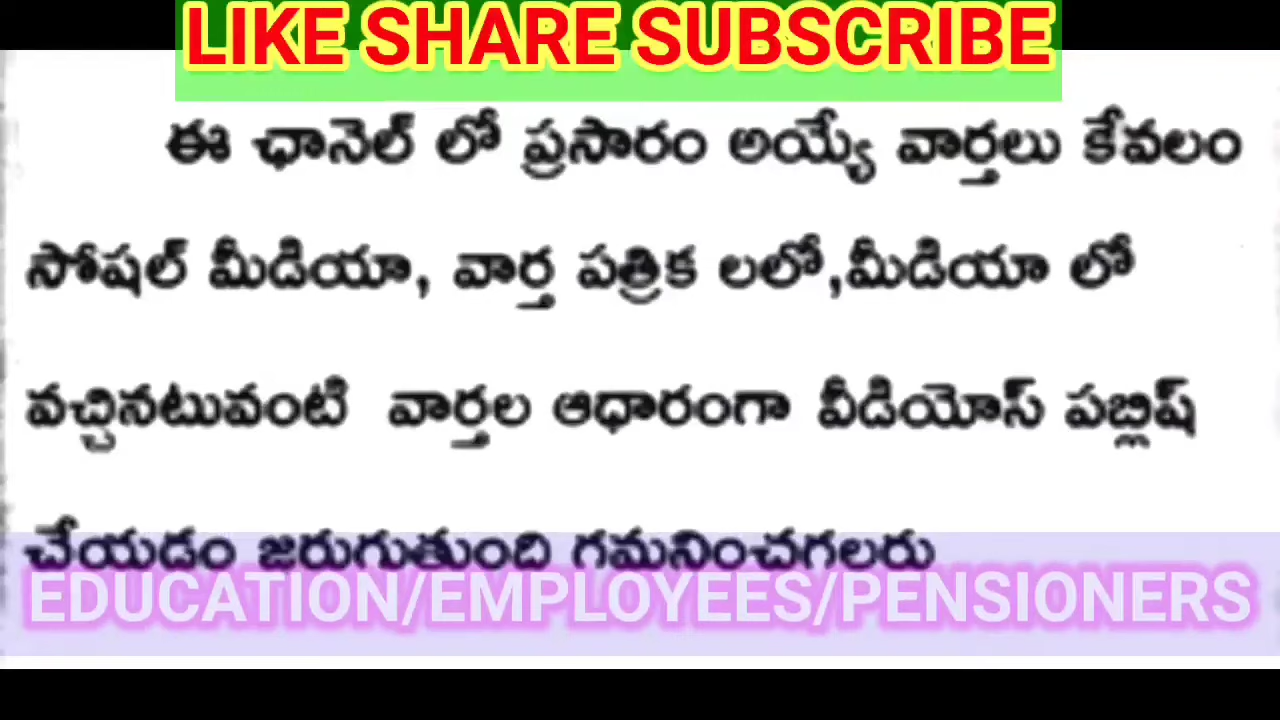 LIKE SHARE SUBSCRIBE
ఈ ఛానెల్ లో ప్రసారం అయ్యే వార్తలు కేవలం
సోషల్ మీడియా, వార్త పత్రిక లలో,మీడియా లో
వచ్చినటువంటి వార్తల ఆధారంగా వీడియోస్ పబ్లిష్
చేయడం జరుగుతుంది గమనించగలరు
EDUCATION/EMPLOYEES/PENSIONERS